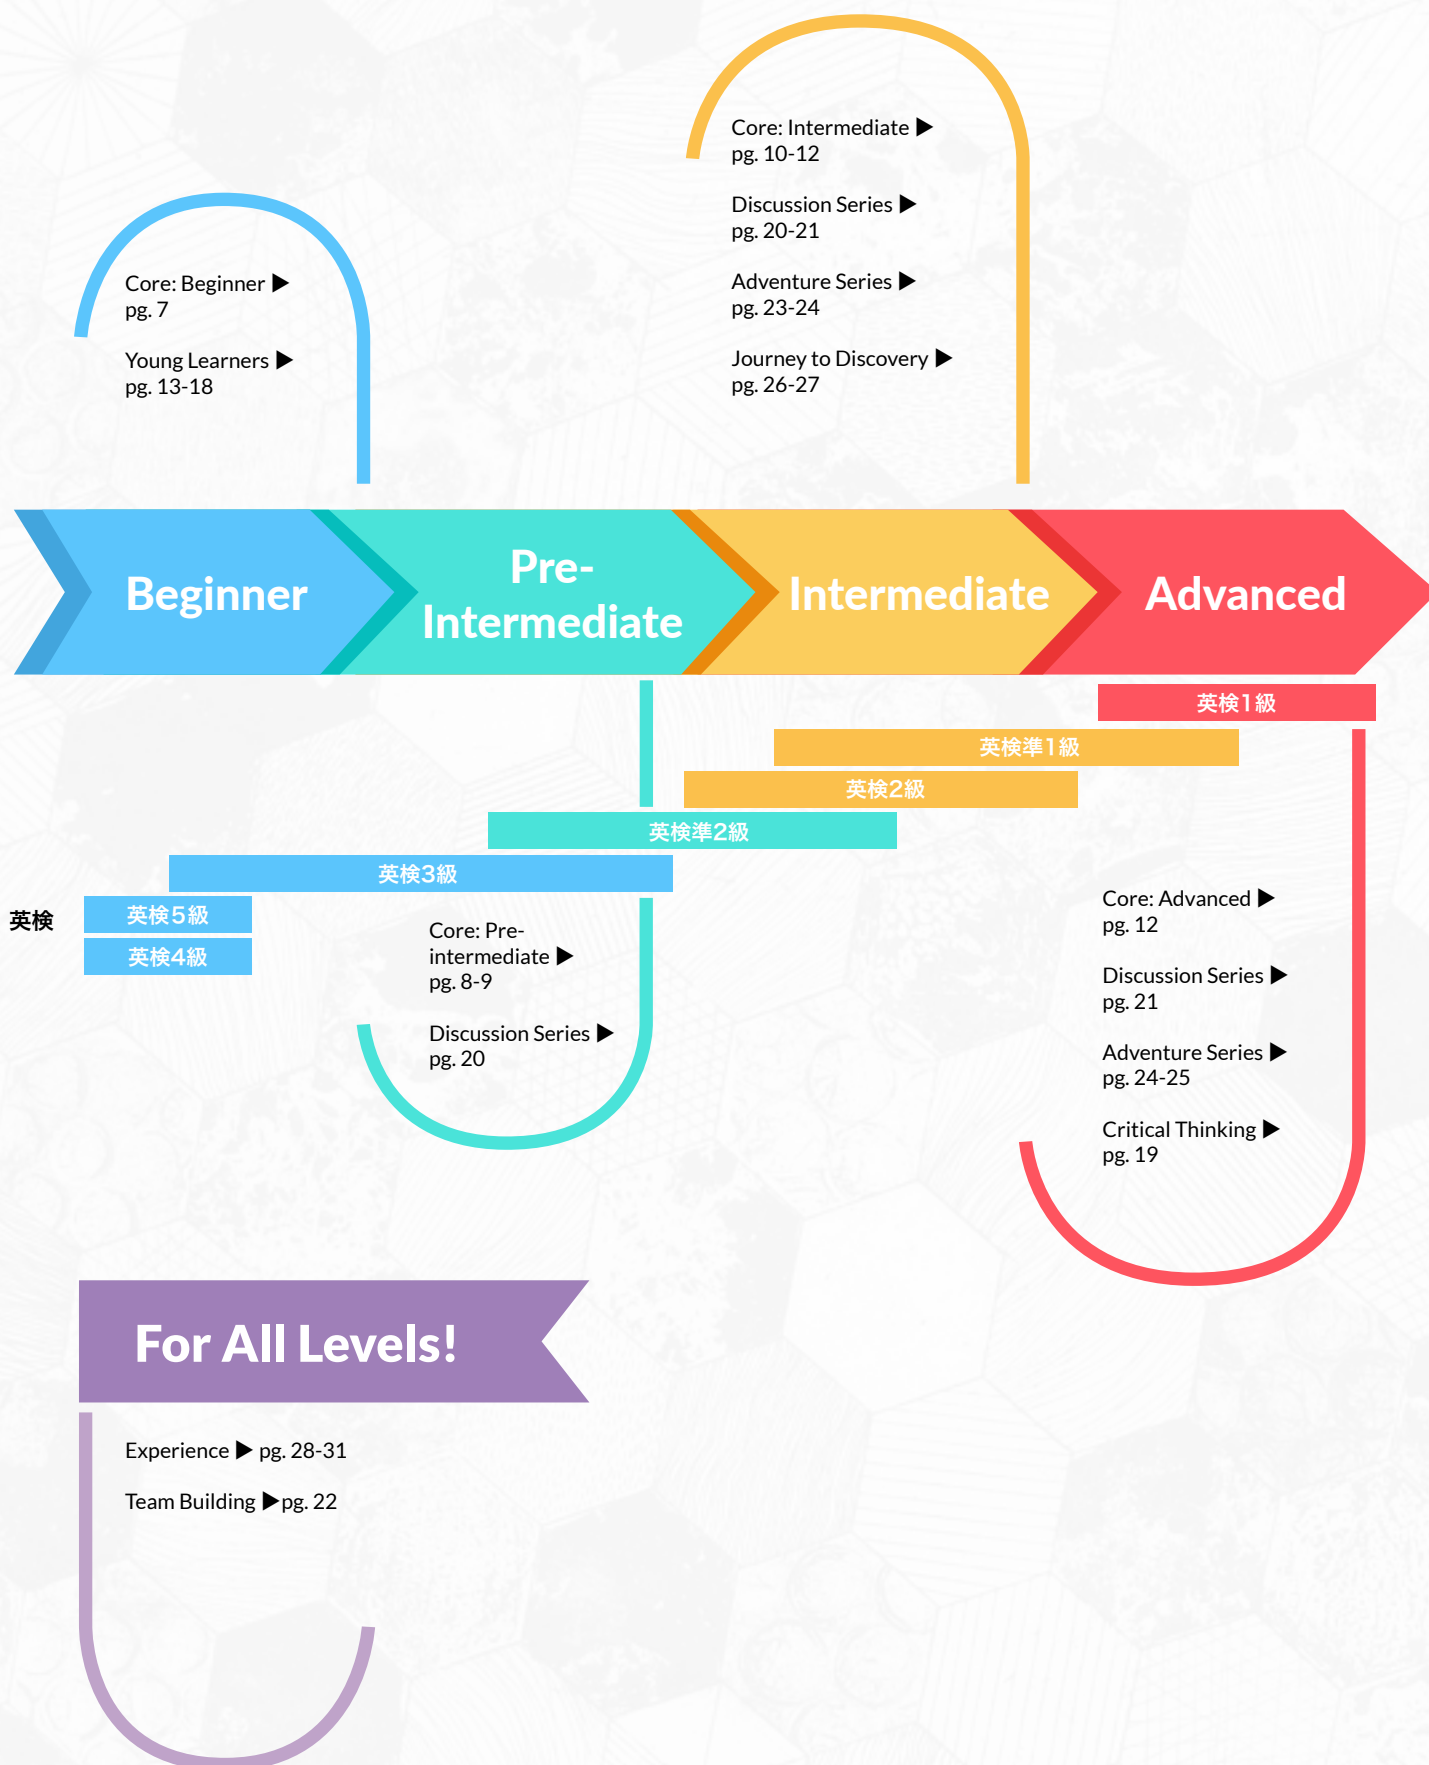 Core: Intermediate ▶
pg. 10-12
Discussion Series ▶
pg. 20-21
Adventure Series ▶
pg. 23-24
Journey to Discovery ▶
pg. 26-27
Core: Beginner ▶
pg. 7
Young Learners ▶
pg. 13-18
Beginner
Pre-
Intermediate
Intermediate
Advanced
英検1級
英検準1級
英検2級
英検準2級
英検3級
英検
英検５級
英検4級
Core: Pre-
intermediate ▶
pg. 8-9
Discussion Series ▶
pg. 20
Core: Advanced ▶
pg. 12
Discussion Series ▶
pg. 21
Adventure Series ▶
pg. 24-25
Critical Thinking ▶
pg. 19
For All Levels!
Experience ▶ pg. 28-31
Team Building ▶pg. 22